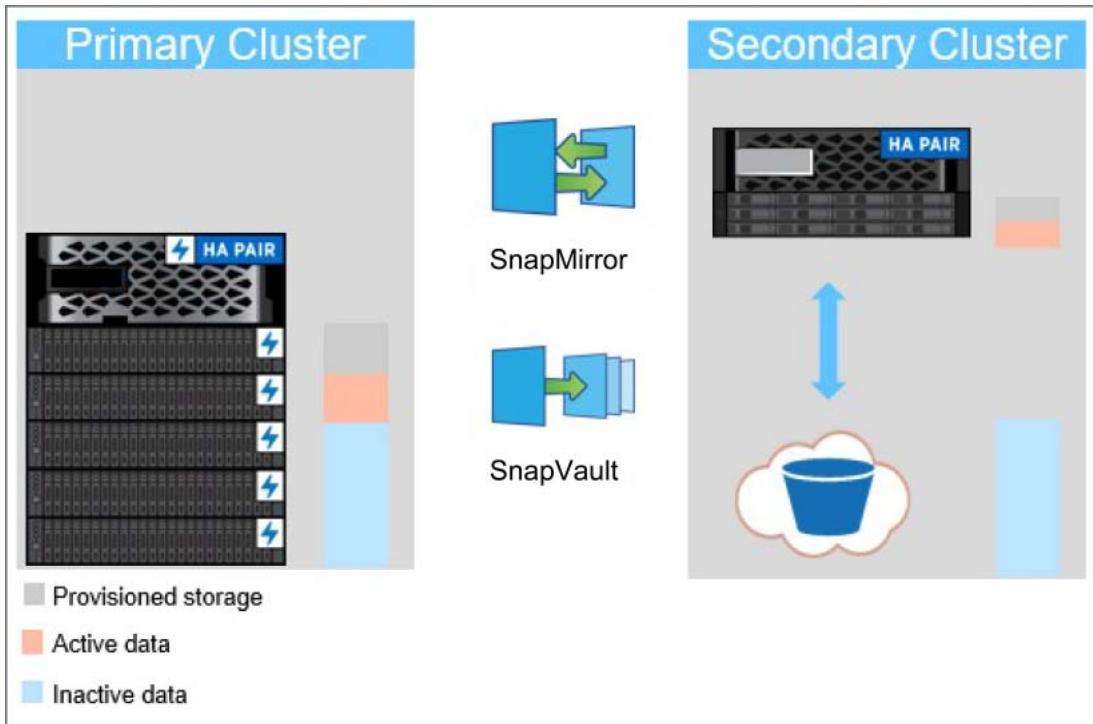 Primary Cluster
Secondary Cluster
HA PAIR
HA PAIR
SnapMirror
SnapVault
Provisioned storage
Active data
Inactive data